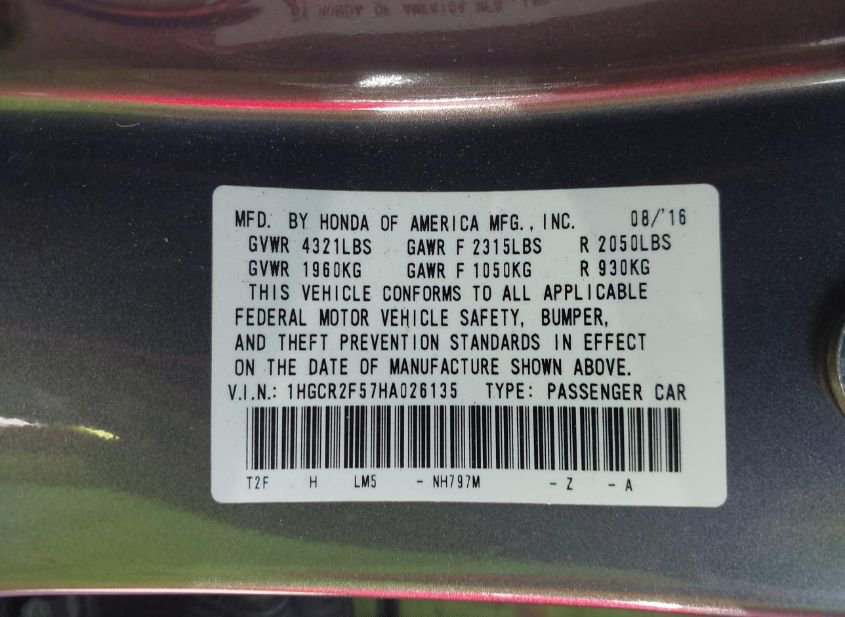 MFD. BY HONDA OF AMERICA MFG., INC. 08/'16
GVWR 4321LBS GAWR F 2315LBS R 2050LBS
GVWR 1960KG GAWR F 1050KG R 930KG
THIS VEHICLE CONFORMS TO ALL APPLICABLE
FEDERAL MOTOR VEHICLE SAFETY, BUMPER,
AND THEFT PREVENTION STANDARDS IN EFFECT
ON THE DATE OF MANUFACTURE SHOWN ABOVE.
V.I.N.: 1HGCR2F57HA026135 TYPE: PASSENGER CAR
T2F H LM5 - NH797M - Z - A